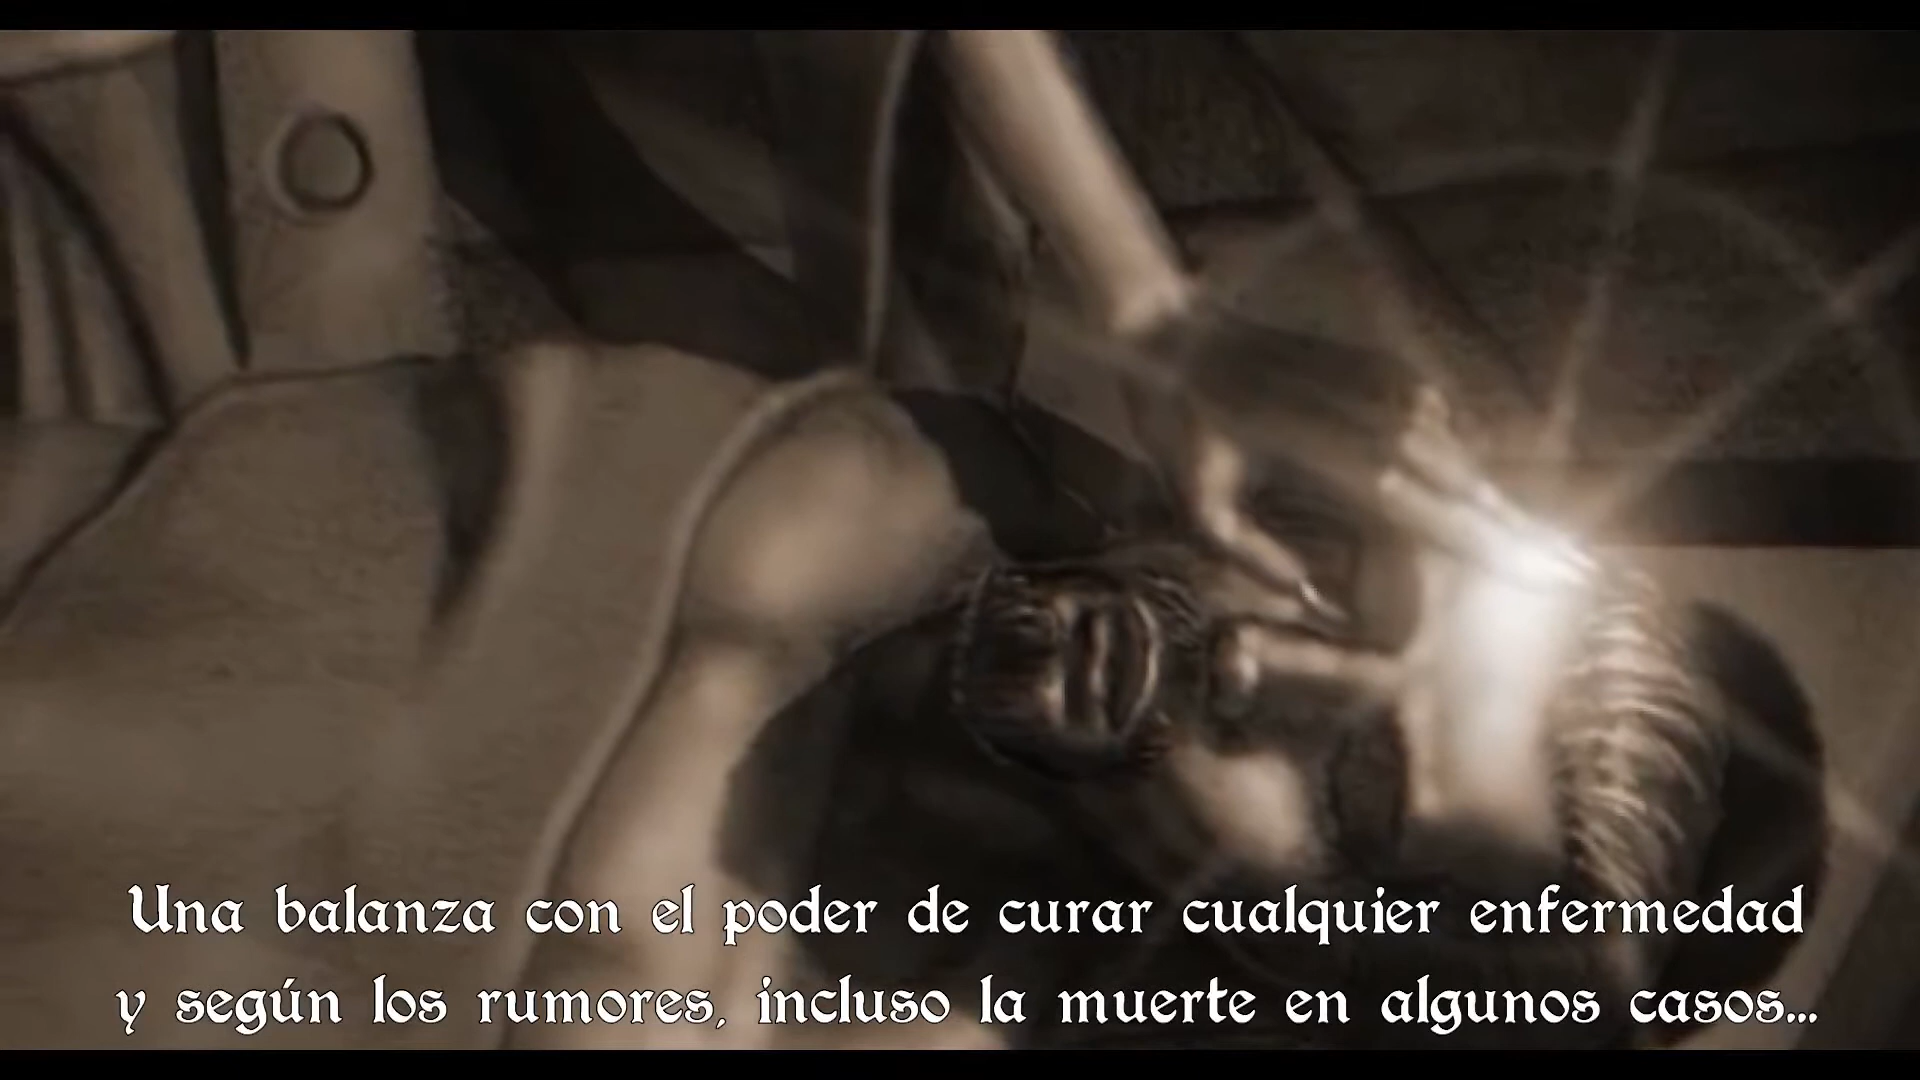 Una balanza con el poder de curar cualquier enfermedad
y según los rumores, incluso la muerte en algunos casos...